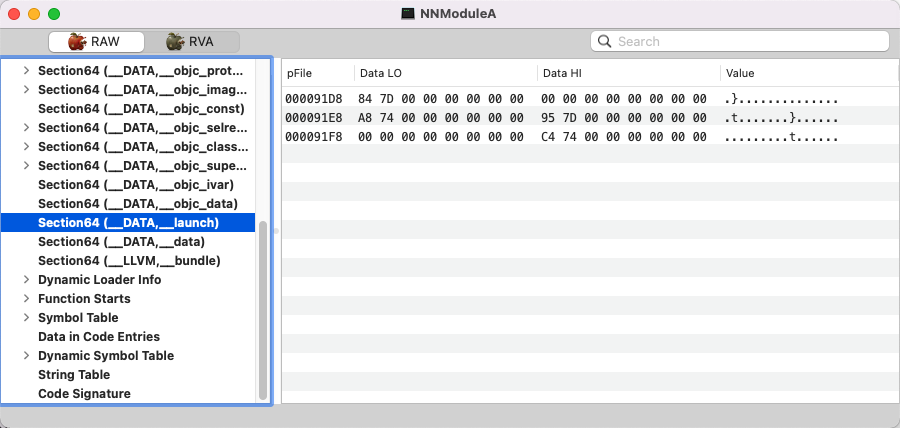 NNModuleA
RAW
RVA
Search
Section64 (__DATA,__objc_prot...
Section64 (__DATA,__objc_imag...
Section64 (__DATA,__objc_const)
Section64 (__DATA,__objc_selre...
Section64 (__DATA,__objc_class...
Section64 (__DATA,__objc_supe...
Section64 (__DATA,__objc_ivar)
Section64 (__DATA,__objc_data)
Section64 (__DATA,__launch)
Section64 (__DATA,__data)
Section64 (__LLVM,__bundle)
Dynamic Loader Info
Function Starts
Symbol Table
Data in Code Entries
Dynamic Symbol Table
String Table
Code Signature
pFile Data LO Data HI Value
000091D8 84 7D 00 00 00 00 00 00 00 00 00 00 00 00 00 00 .}..............
000091E8 A8 74 00 00 00 00 00 00 95 7D 00 00 00 00 00 00 .t.......}......
000091F8 00 00 00 00 00 00 00 00 C4 74 00 00 00 00 00 00 .........t......